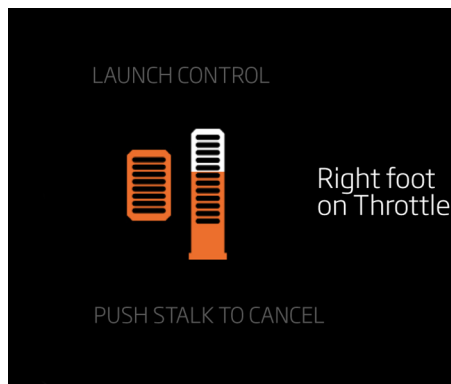 LAUNCH CONTROL
Right foot
on Throttle
PUSH STALK TO CANCEL